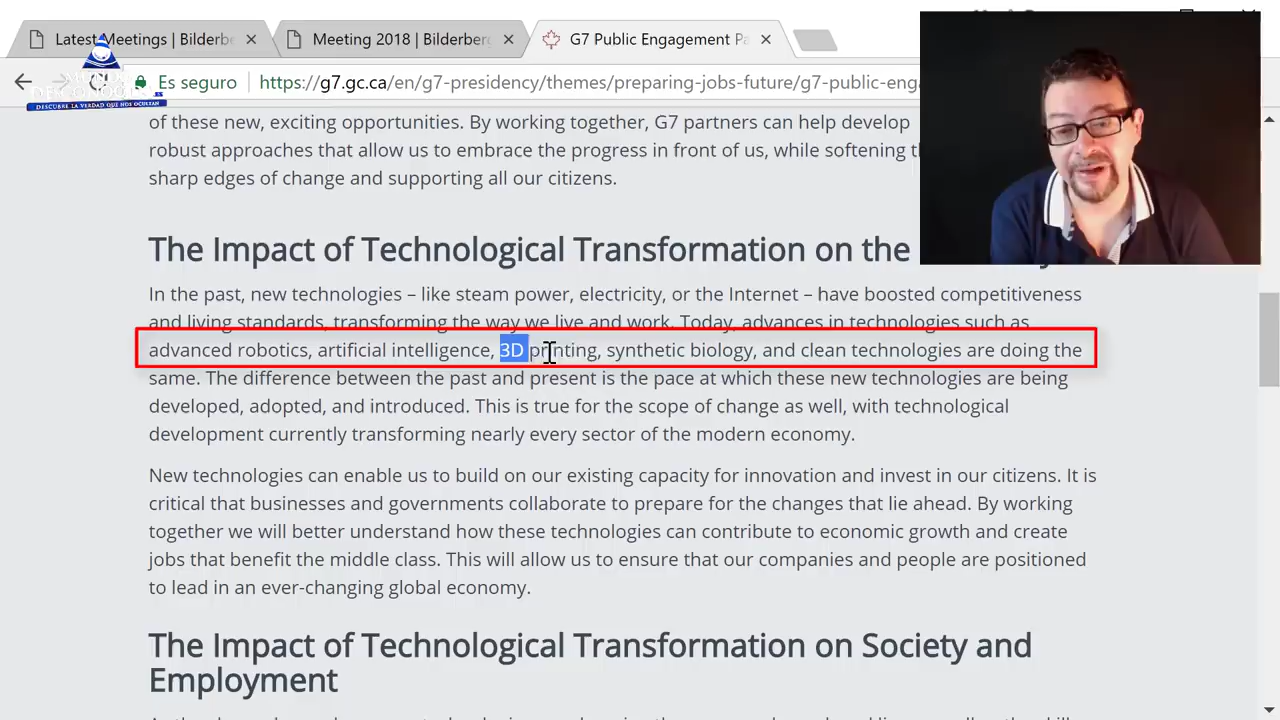 Latest Meetings | Bilderbe
Meeting 2018 | Bilderberg
G7 Public Engagement Pa
MUNDO
DESCONOCIDO
DESCUBRE LA VERDAD QUE NOS OCULTAN
Es seguro
https://g7.gc.ca/en/g7-presidency/themes/preparing-jobs-future/g7-public-eng
of these new, exciting opportunities. By working together, G7 partners can help develop
robust approaches that allow us to embrace the progress in front of us, while softening
sharp edges of change and supporting all our citizens.
The Impact of Technological Transformation on the
In the past, new technologies – like steam power, electricity, or the Internet – have boosted competitiveness
and living standards, transforming the way we live and work. Today, advances in technologies such as
advanced robotics, artificial intelligence, 3D printing, synthetic biology, and clean technologies are doing the
same. The difference between the past and present is the pace at which these new technologies are being
developed, adopted, and introduced. This is true for the scope of change as well, with technological
development currently transforming nearly every sector of the modern economy.
New technologies can enable us to build on our existing capacity for innovation and invest in our citizens. It is
critical that businesses and governments collaborate to prepare for the changes that lie ahead. By working
together we will better understand how these technologies can contribute to economic growth and create
jobs that benefit the middle class. This will allow us to ensure that our companies and people are positioned
to lead in an ever-changing global economy.
The Impact of Technological Transformation on Society and
Employment